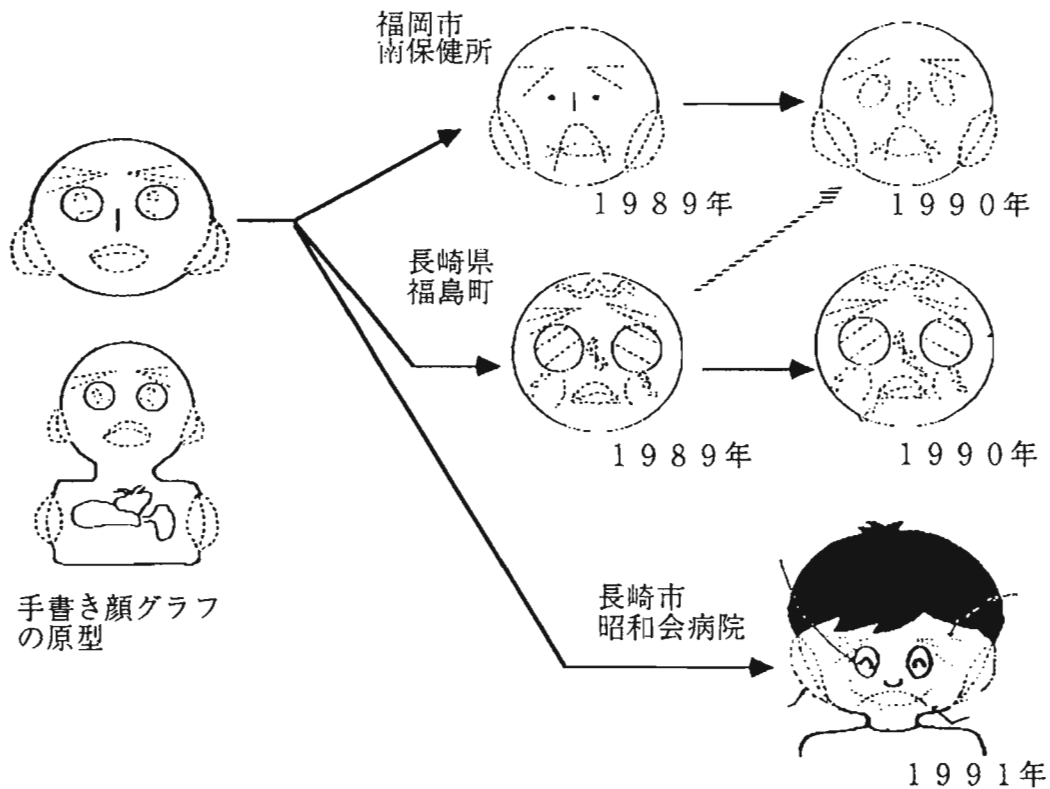 福岡市
南保健所
1989年
1990年
長崎県
福島町
1989年
1990年
手書き顔グラフ
の原型
長崎市
昭和会病院
1991年